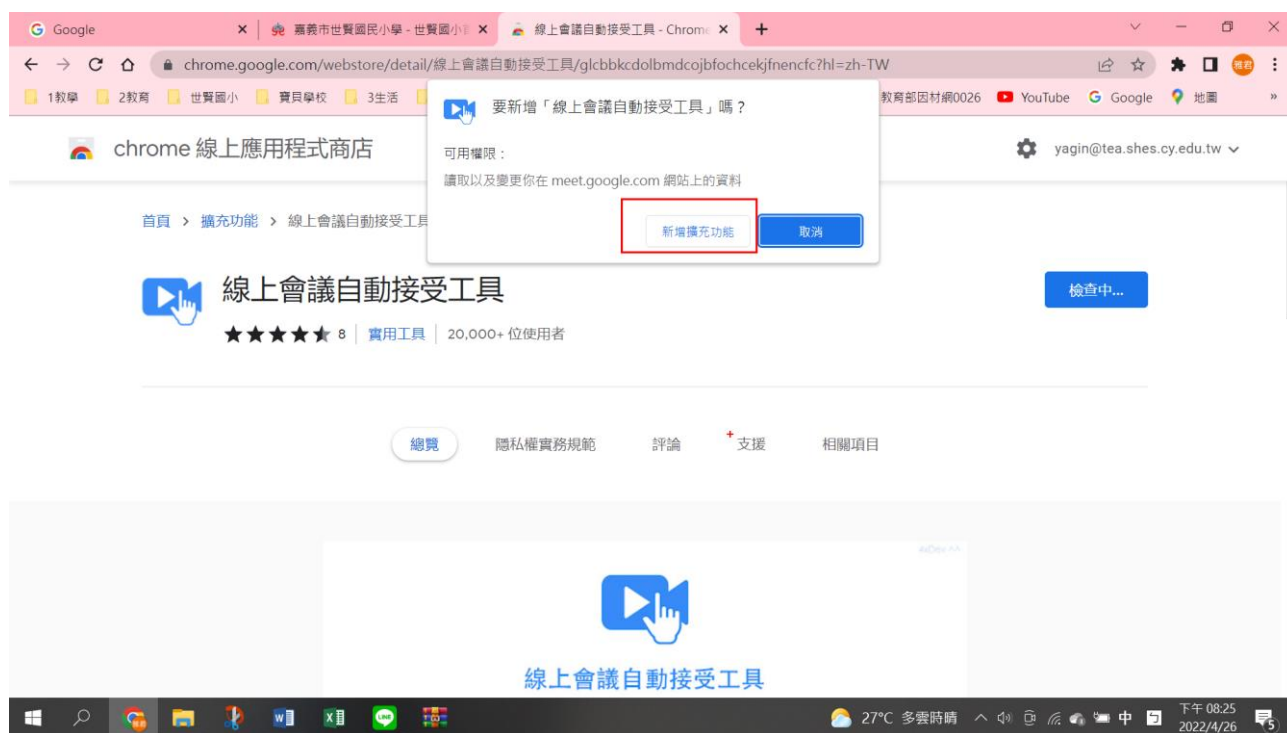 Google
嘉義市世賢國民小學 - 世賢國小
線上會議自動接受工具 - Chrom
chrome.google.com/webstore/detail/線上會議自動接受工具/glcbbkcdolbmdcojbfochcekjfnencfc?hl=zh-TW
雅君
1教學 2教育 世賢國小 寶貝學校 3生活
教育部因材網0026 YouTube Google 地圖 »
要新增「線上會議自動接受工具」嗎？
可用權限：
讀取以及變更你在 meet.google.com 網站上的資料
新增擴充功能 取消
chrome 線上應用程式商店
yagin@tea.shes.cy.edu.tw
首頁 > 擴充功能 > 線上會議自動接受工具
線上會議自動接受工具
檢查中...
★★★★★ 8 | 實用工具 | 20,000+ 位使用者
總覽 隱私權實務規範 評論 +支援 相關項目
線上會議自動接受工具
27°C 多雲時晴 中 下午 08:25
2022/4/26
5